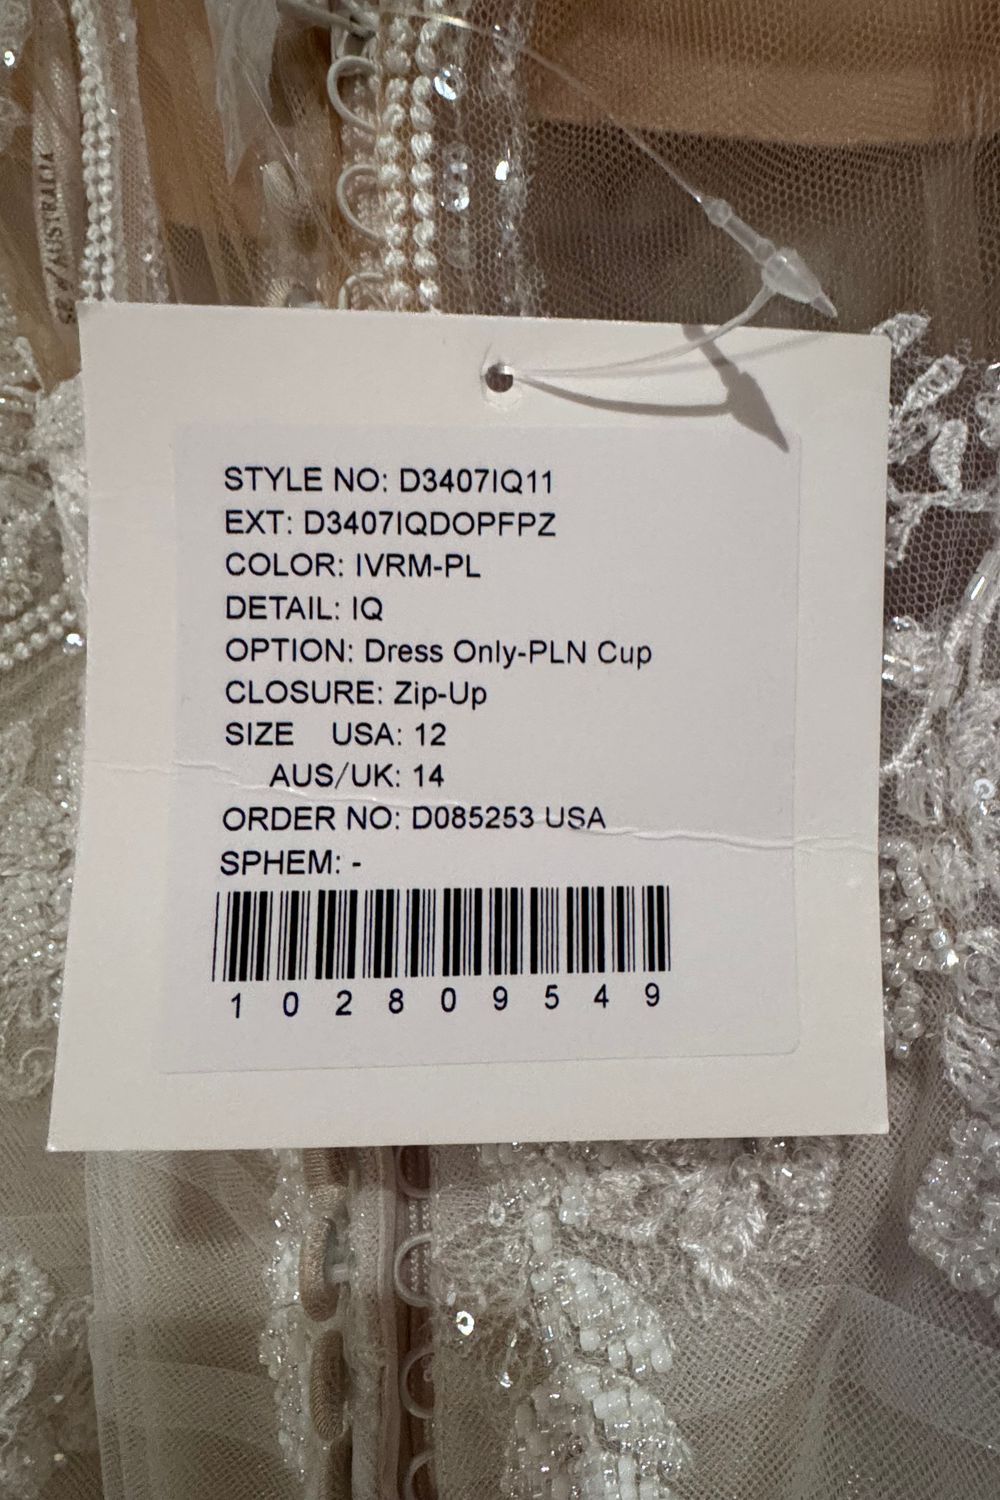 STYLE NO: D3407IQ11
EXT: D3407IQDOPFPZ
COLOR: IVRM-PL
DETAIL: IQ
OPTION: Dress Only-PLN Cup
CLOSURE: Zip-Up
SIZE USA: 12
AUS/UK: 14
ORDER NO: D085253 USA
SPHEM: -
1 0 2 8 0 9 5 4 9
/AUSTRALIA